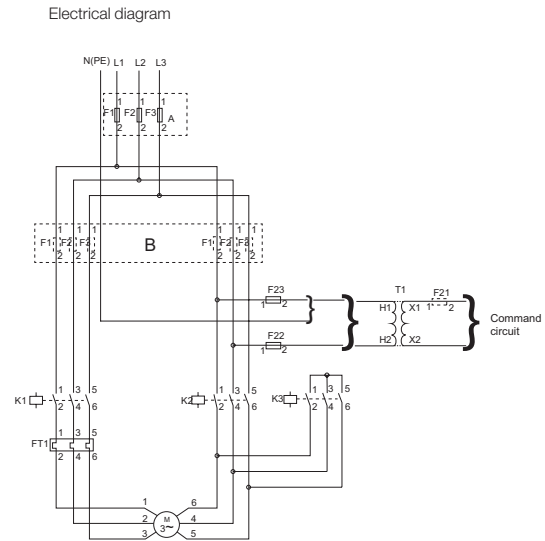 Electrical diagram
N(PE) L1 L2 L3
1 1 1
F1 F2 F3 A
2 2 2
1 1 1 1 1 1
F1 F2 F3 B F1 F2 F3
2 2 2 2 2 2
F23
1 2
T1 F21
H1 X1 1 2
Command
circuit
F22
H2 X2
1 2
1 3 5 1 3 5 1 3 5
K1 K2 K3
2 4 6 2 4 6 2 4 6
1 3 5
FT1
2 4 6
1 6
2 M 4
3~
3 5